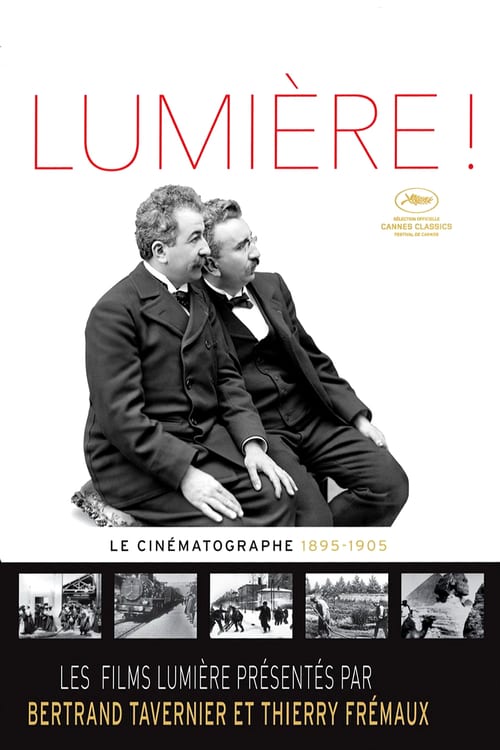 LUMIÈRE !
SÉLECTION OFFICIELLE
CANNES CLASSICS
FESTIVAL DE CANNES
LE CINÉMATOGRAPHE 1895-1905
LES FILMS LUMIÈRE PRÉSENTÉS PAR
BERTRAND TAVERNIER ET THIERRY FRÉMAUX